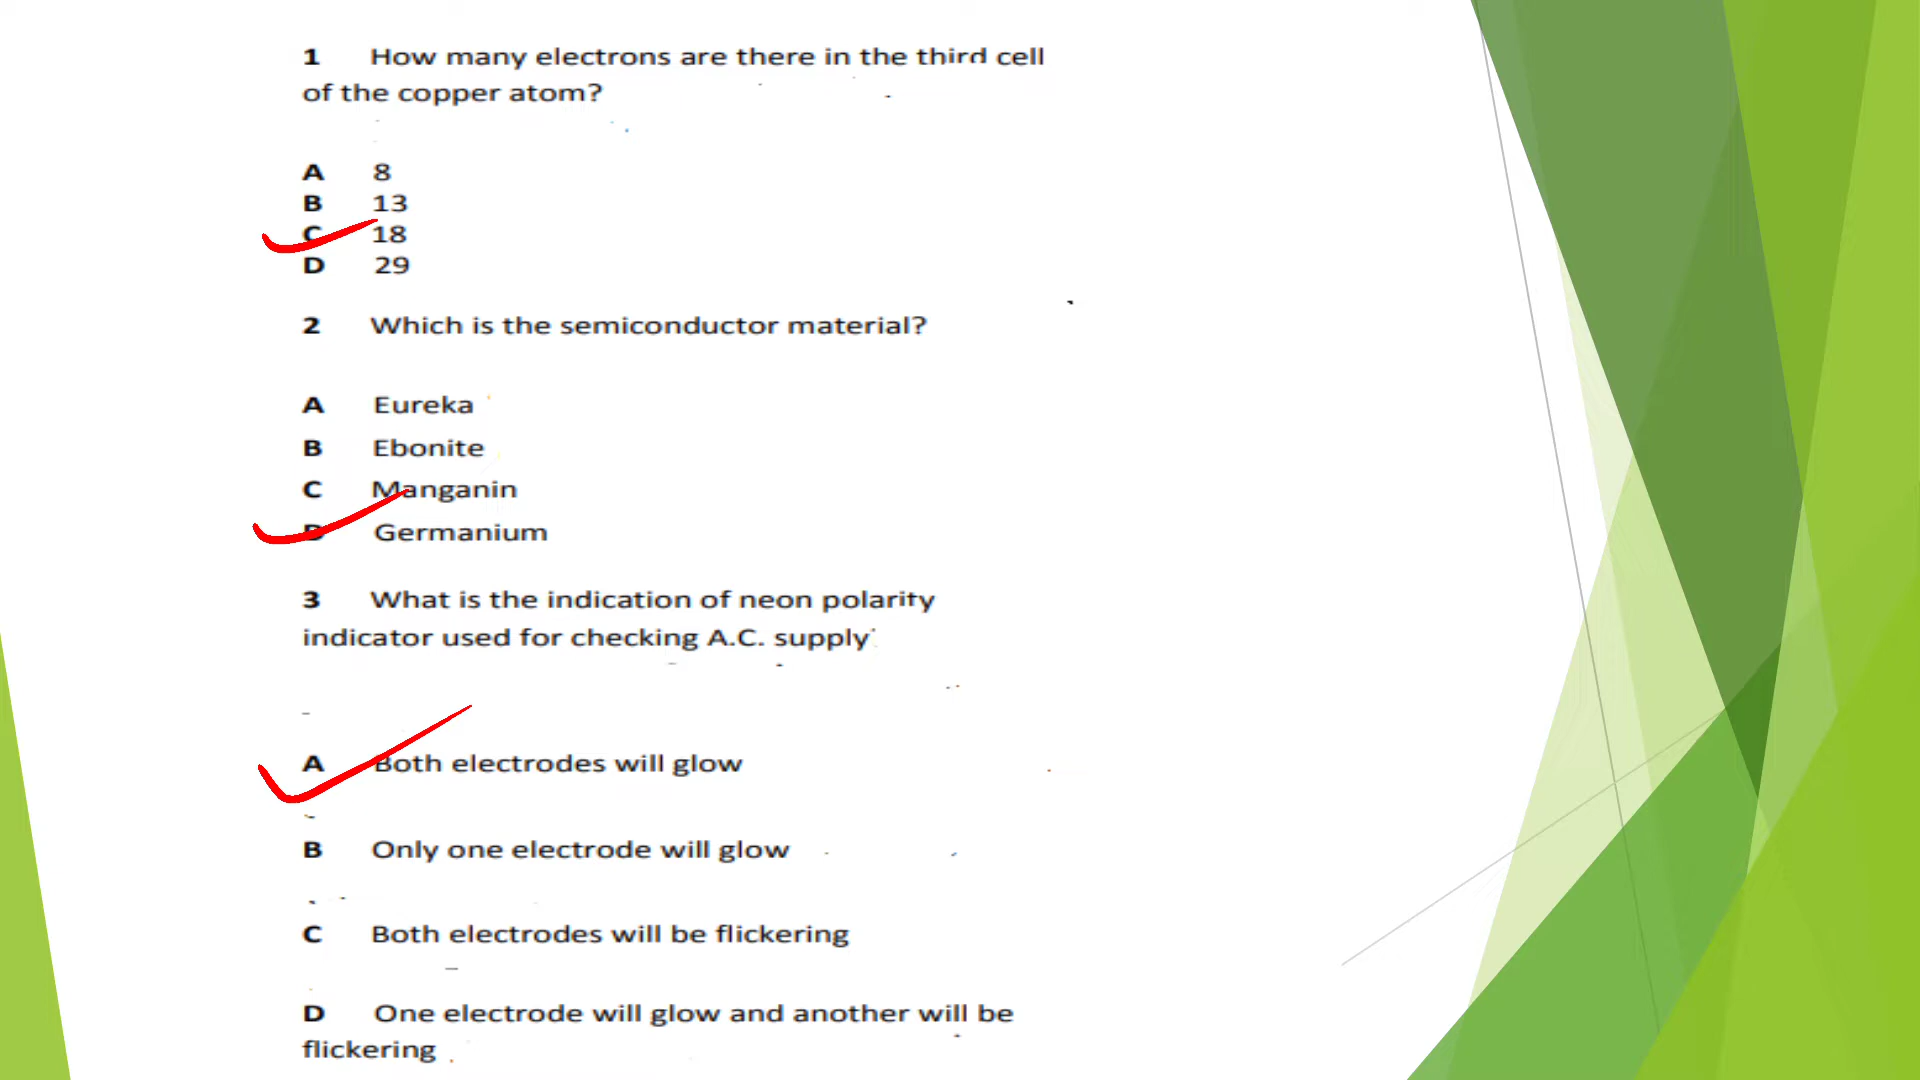 1 How many electrons are there in the third cell
of the copper atom?
A 8
B 13
C 18
D 29
2 Which is the semiconductor material?
A Eureka
B Ebonite
C Manganin
D Germanium
3 What is the indication of neon polarity
indicator used for checking A.C. supply
A Both electrodes will glow
B Only one electrode will glow
C Both electrodes will be flickering
D One electrode will glow and another will be
flickering